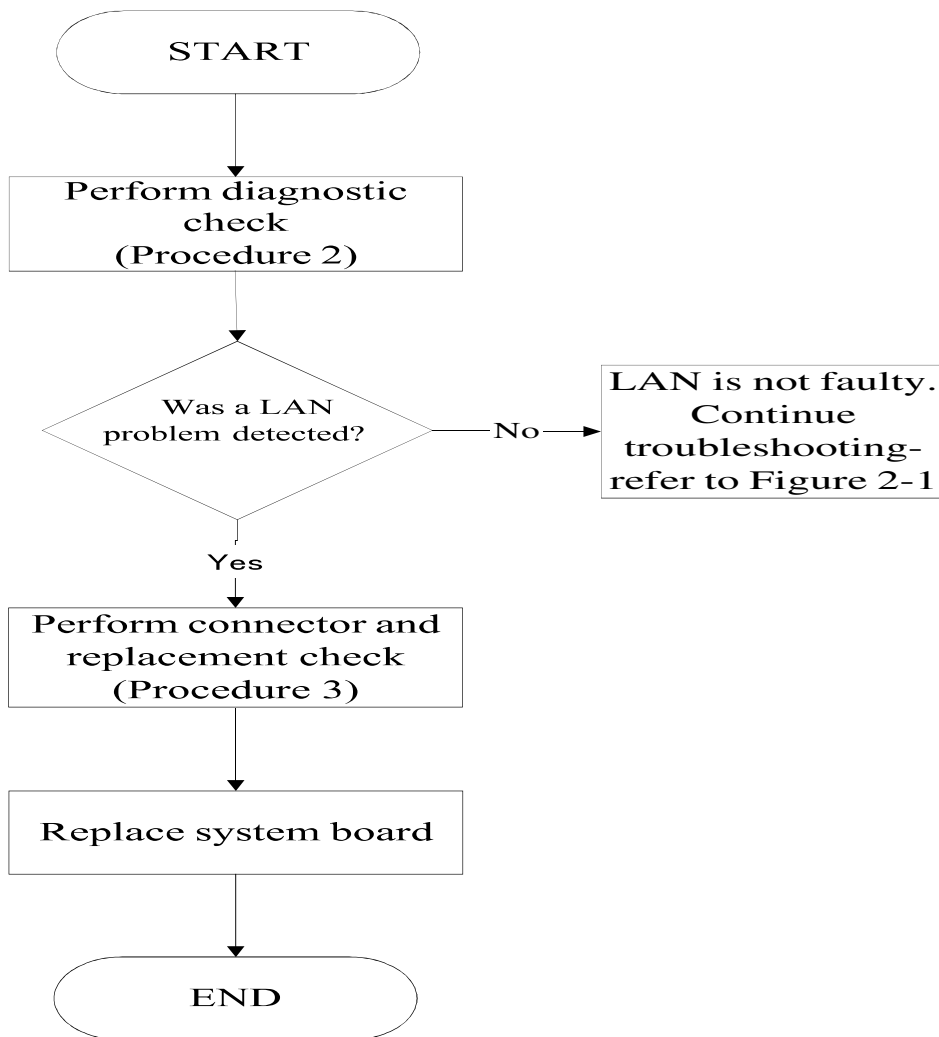 START
Perform diagnostic
check
(Procedure 2)
Was a LAN
problem detected?
No
LAN is not faulty.
Continue
troubleshooting-
refer to Figure 2-1
Yes
Perform connector and
replacement check
(Procedure 3)
Replace system board
END